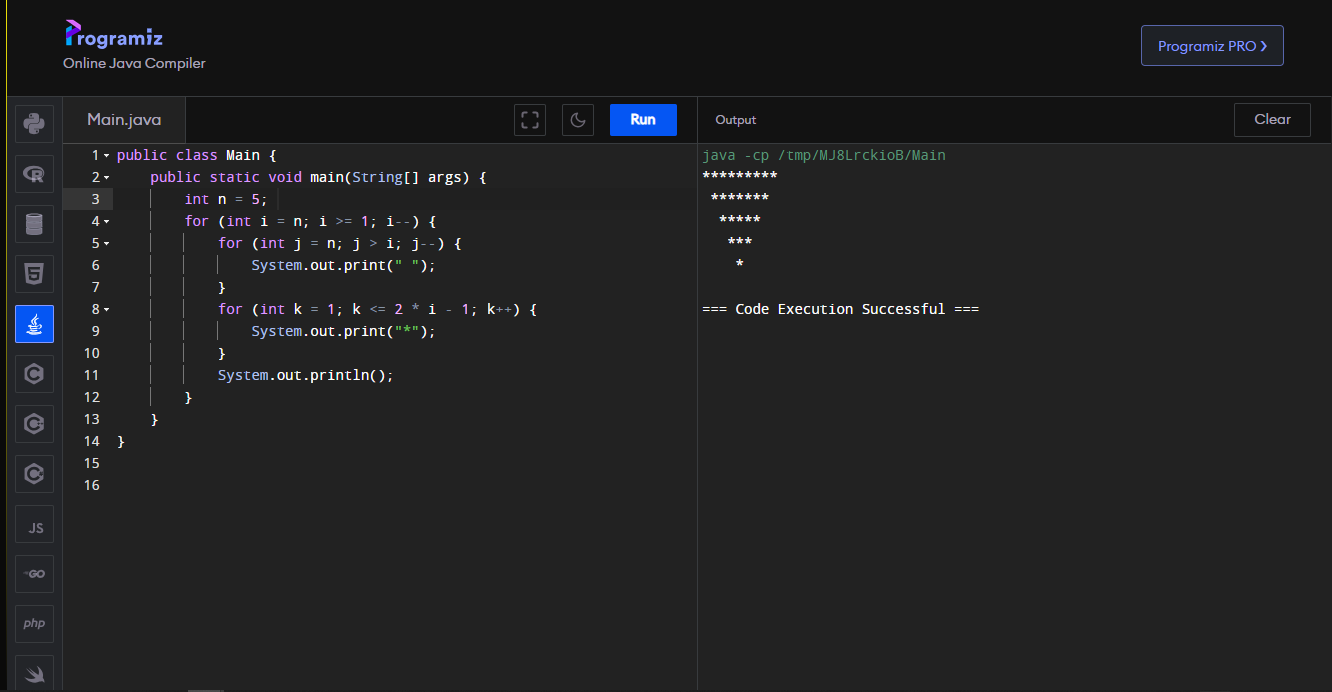 Programiz
Online Java Compiler
Programiz PRO ❯
Main.java
Run
Output
Clear
1 public class Main {
2     public static void main(String[] args) {
3         int n = 5;
4         for (int i = n; i >= 1; i--) {
5             for (int j = n; j > i; j--) {
6                 System.out.print(" ");
7             }
8             for (int k = 1; k <= 2 * i - 1; k++) {
9                 System.out.print("*");
10             }
11             System.out.println();
12         }
13     }
14 }
15
16
java -cp /tmp/MJ8LrckioB/Main
*********
 *******
  *****
   ***
    *
=== Code Execution Successful ===
R
5
C
C
C
JS
GO
php